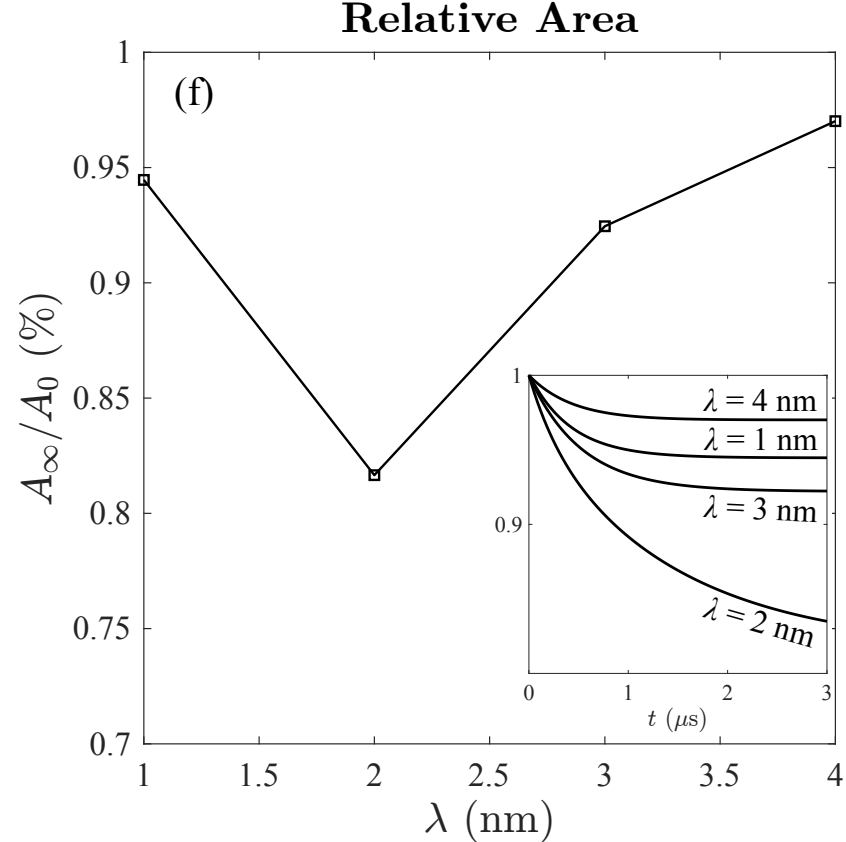 Relative Area
(f)
1
0.95
0.9
0.85
0.8
0.75
0.7
A∞/A0 (%)
1
0.9
λ = 4 nm
λ = 1 nm
λ = 3 nm
λ = 2 nm
0 1 2 3
t (μs)
1 1.5 2 2.5 3 3.5 4
λ (nm)